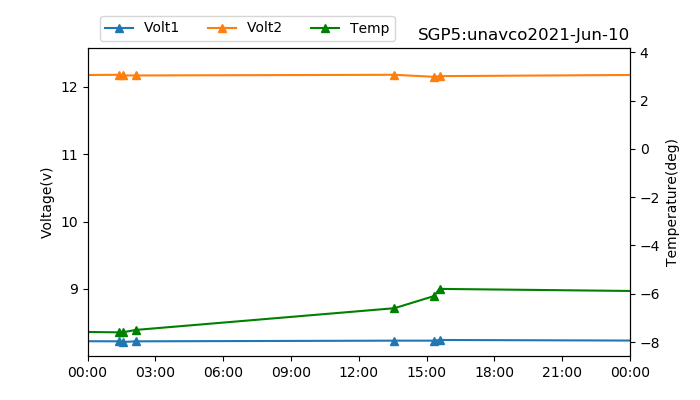 Volt1 Volt2 Temp
SGP5:unavco2021-Jun-10
12
11
10
9
Voltage(v)
4
2
0
−2
−4
−6
−8
Temperature(deg)
00:00 03:00 06:00 09:00 12:00 15:00 18:00 21:00 00:00